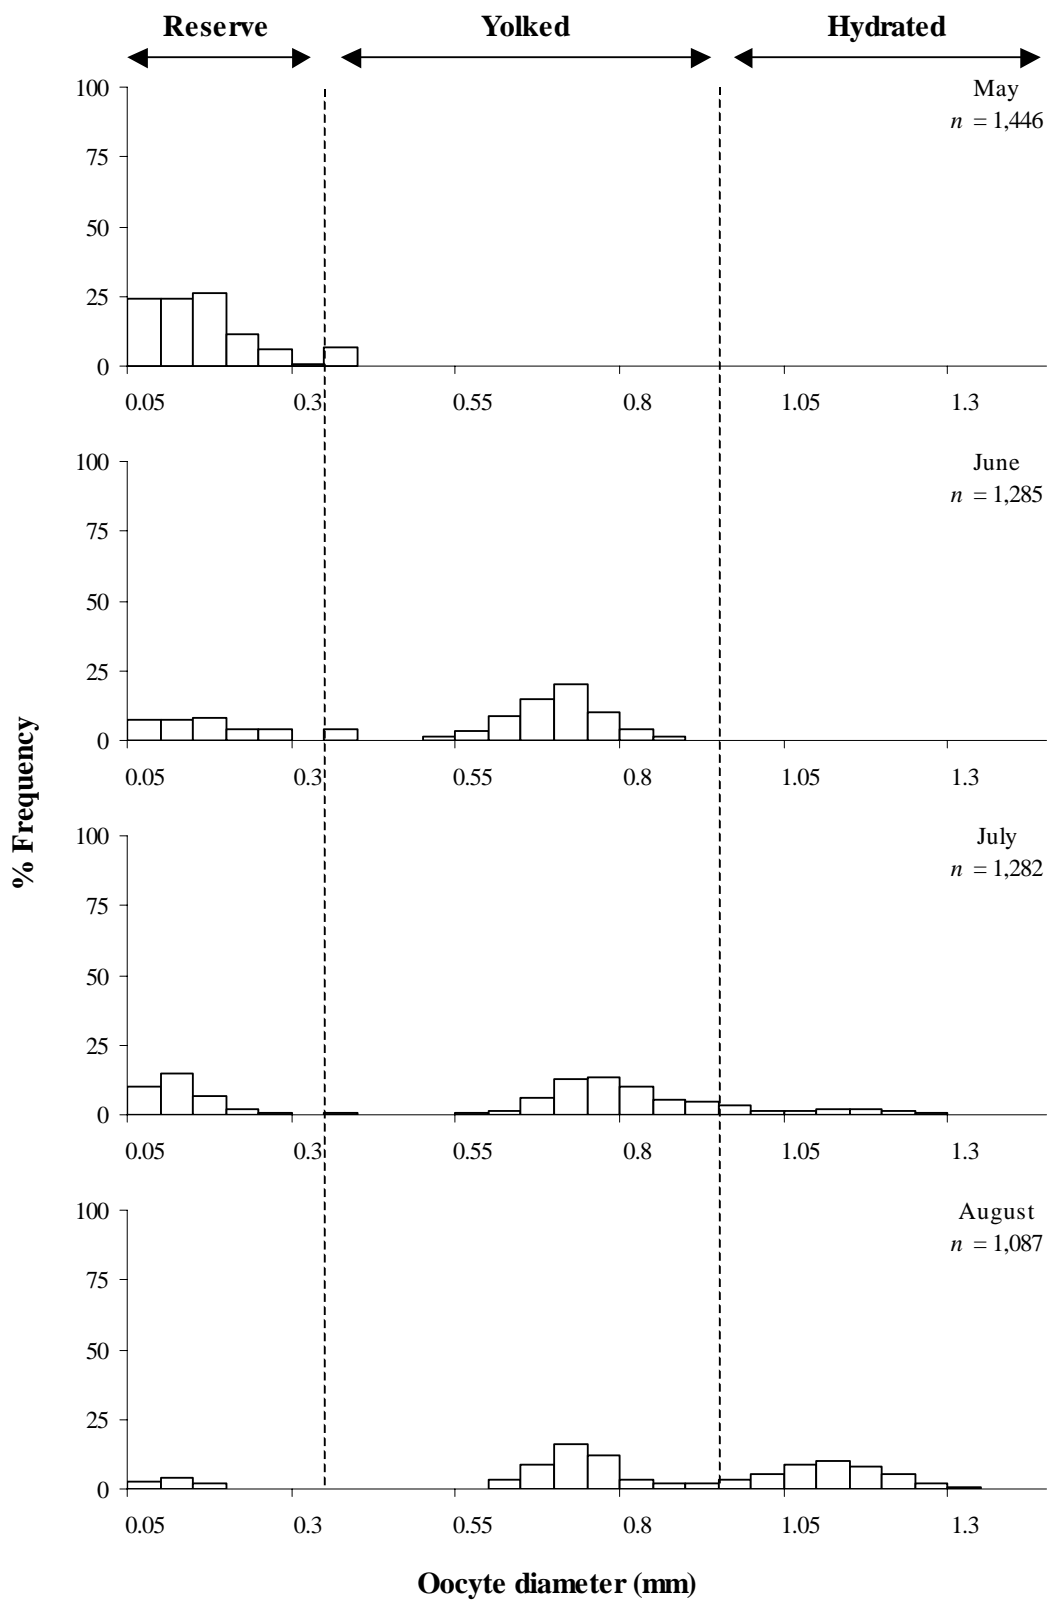 Reserve Yolked Hydrated
100
May
n = 1,446
75
50
25
0
0.05 0.3 0.55 0.8 1.05 1.3
100
June
n = 1,285
75
50
25
0
0.05 0.3 0.55 0.8 1.05 1.3
% Frequency
100
July
n = 1,282
75
50
25
0
0.05 0.3 0.55 0.8 1.05 1.3
100
August
n = 1,087
75
50
25
0
0.05 0.3 0.55 0.8 1.05 1.3
Oocyte diameter (mm)